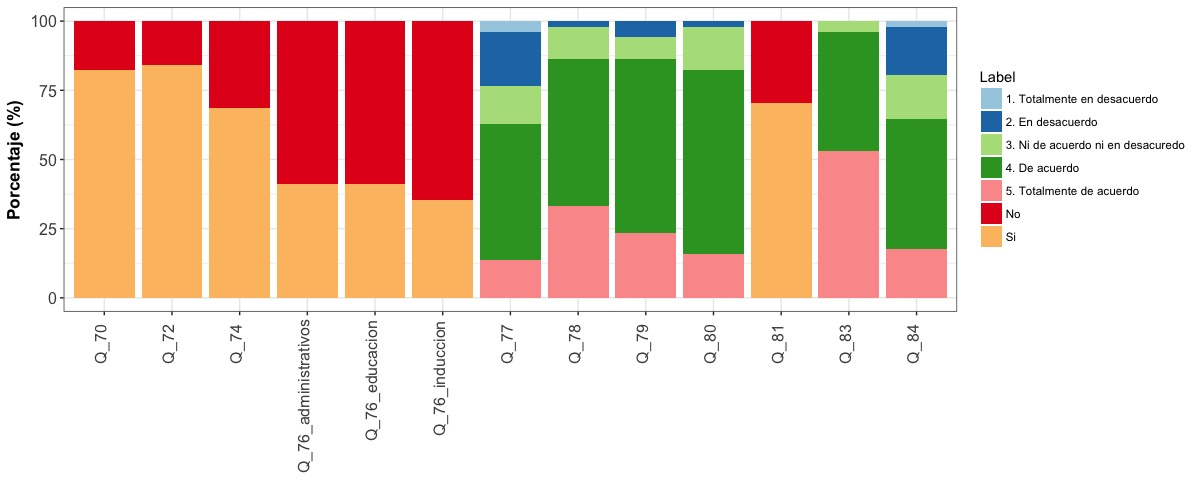 Porcentaje (%)
100
75
50
25
0
Q_70
Q_72
Q_74
Q_76_administrativos
Q_76_educacion
Q_76_induccion
Q_77
Q_78
Q_79
Q_80
Q_81
Q_83
Q_84
Label
1. Totalmente en desacuerdo
2. En desacuerdo
3. Ni de acuerdo ni en desacuredo
4. De acuerdo
5. Totalmente de acuerdo
No
Si